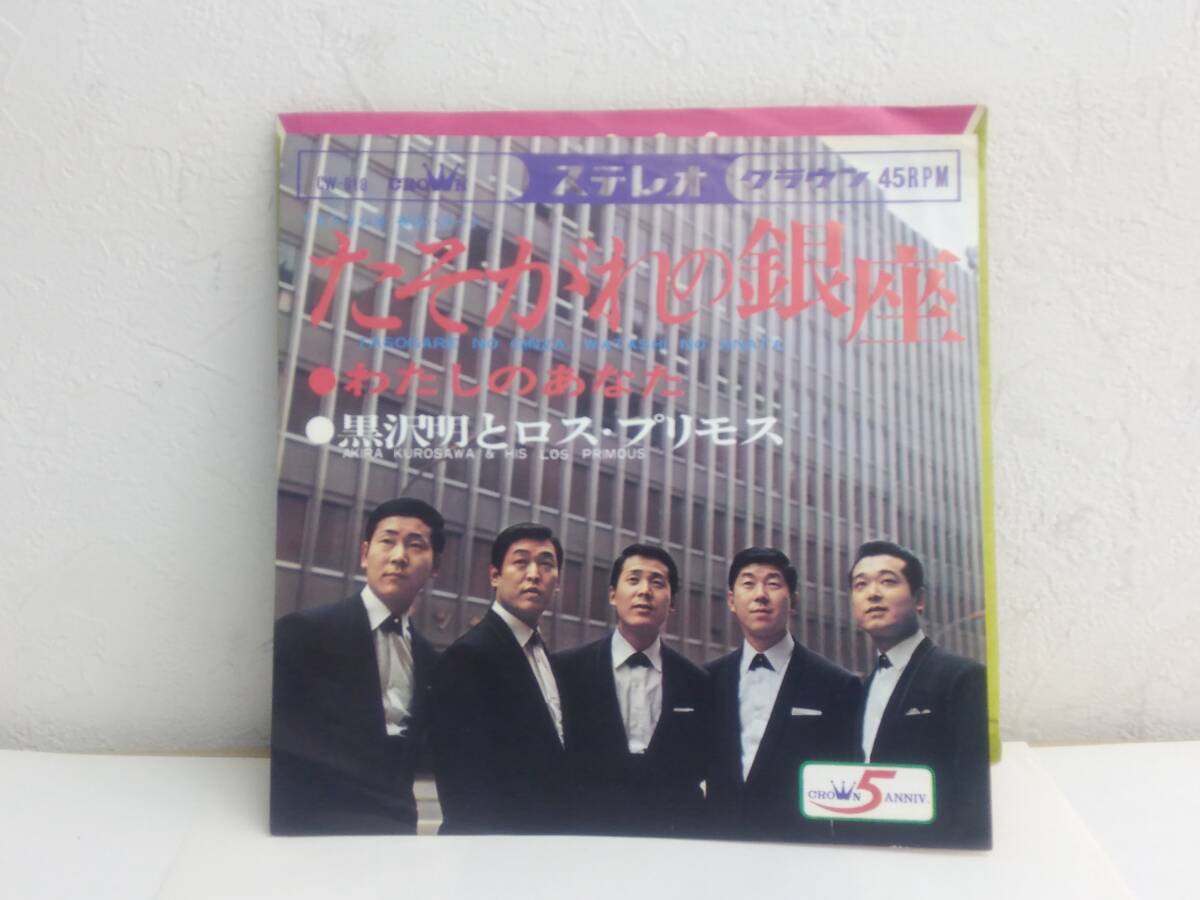 CROWN ステレオ クラウン 45RPM
たそがれの銀座
TASOGARE NO GINZA, WATASHI NO ANATA
●わたしのあなた
●黒沢明とロス・プリモス
AKIRA KUROSAWA & HIS LOS PRIMOUS
CROWN 5 ANNIV.